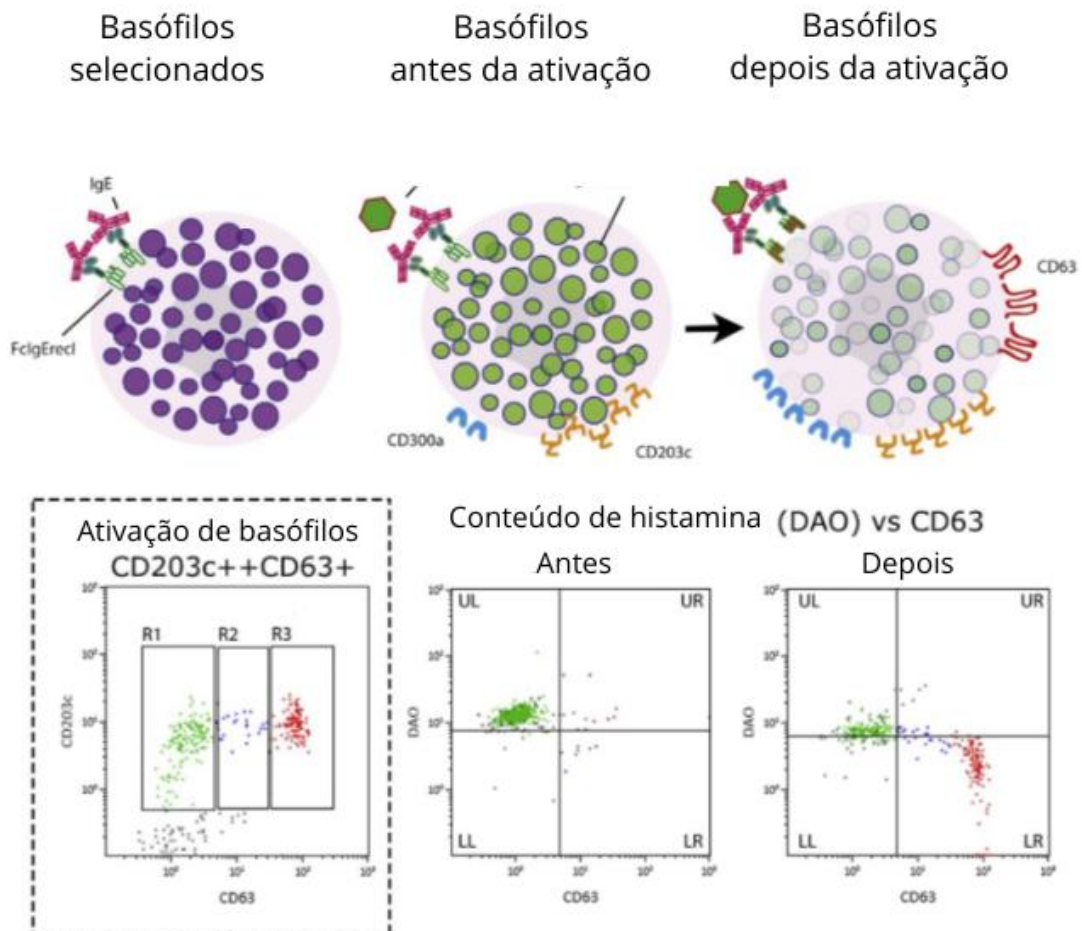 Basófilos
selecionados
Basófilos
antes da ativação
Basófilos
depois da ativação
IgE
FcIgErecI
CD300a
CD203c
CD63
Ativação de basófilos
CD203c++CD63+
R1
R2
R3
CD203c
CD63
Conteúdo de histamina (DAO) vs CD63
Antes
UL
UR
DAO
LL
LR
CD63
Depois
UL
UR
DAO
LL
LR
CD63